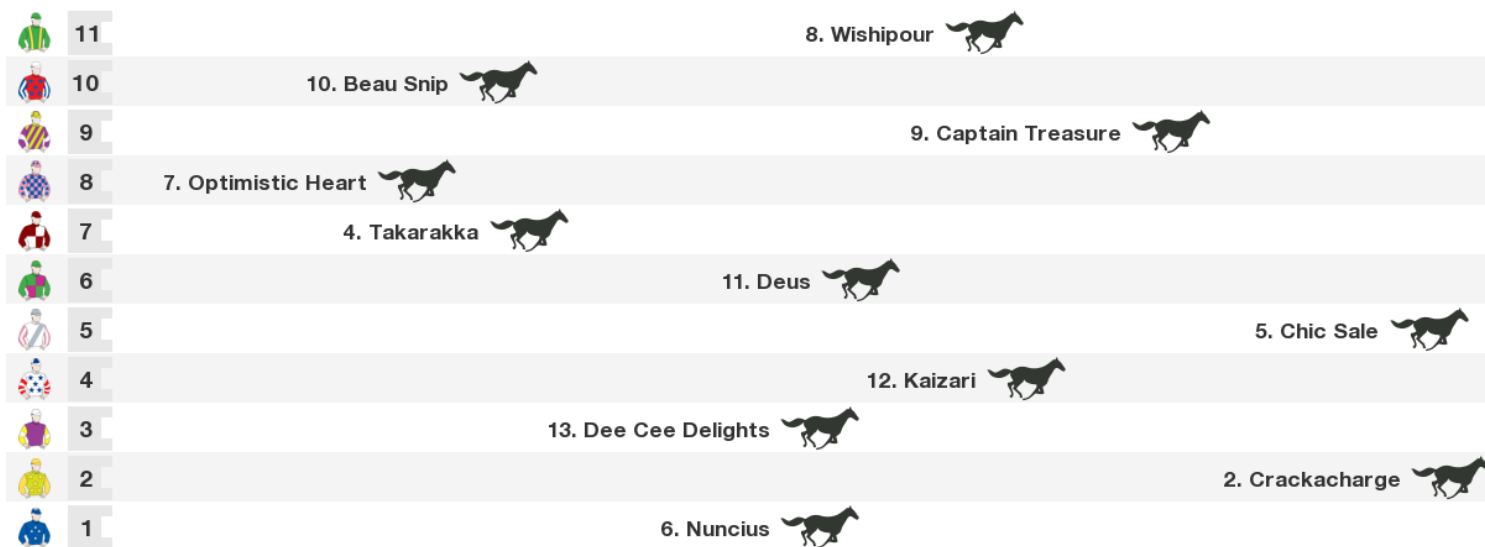 11 8. Wishipour
10 10. Beau Snip
9 9. Captain Treasure
8 7. Optimistic Heart
7 4. Takarakka
6 11. Deus
5 5. Chic Sale
4 12. Kaizari
3 13. Dee Cee Delights
2 2. Crackacharge
1 6. Nuncius